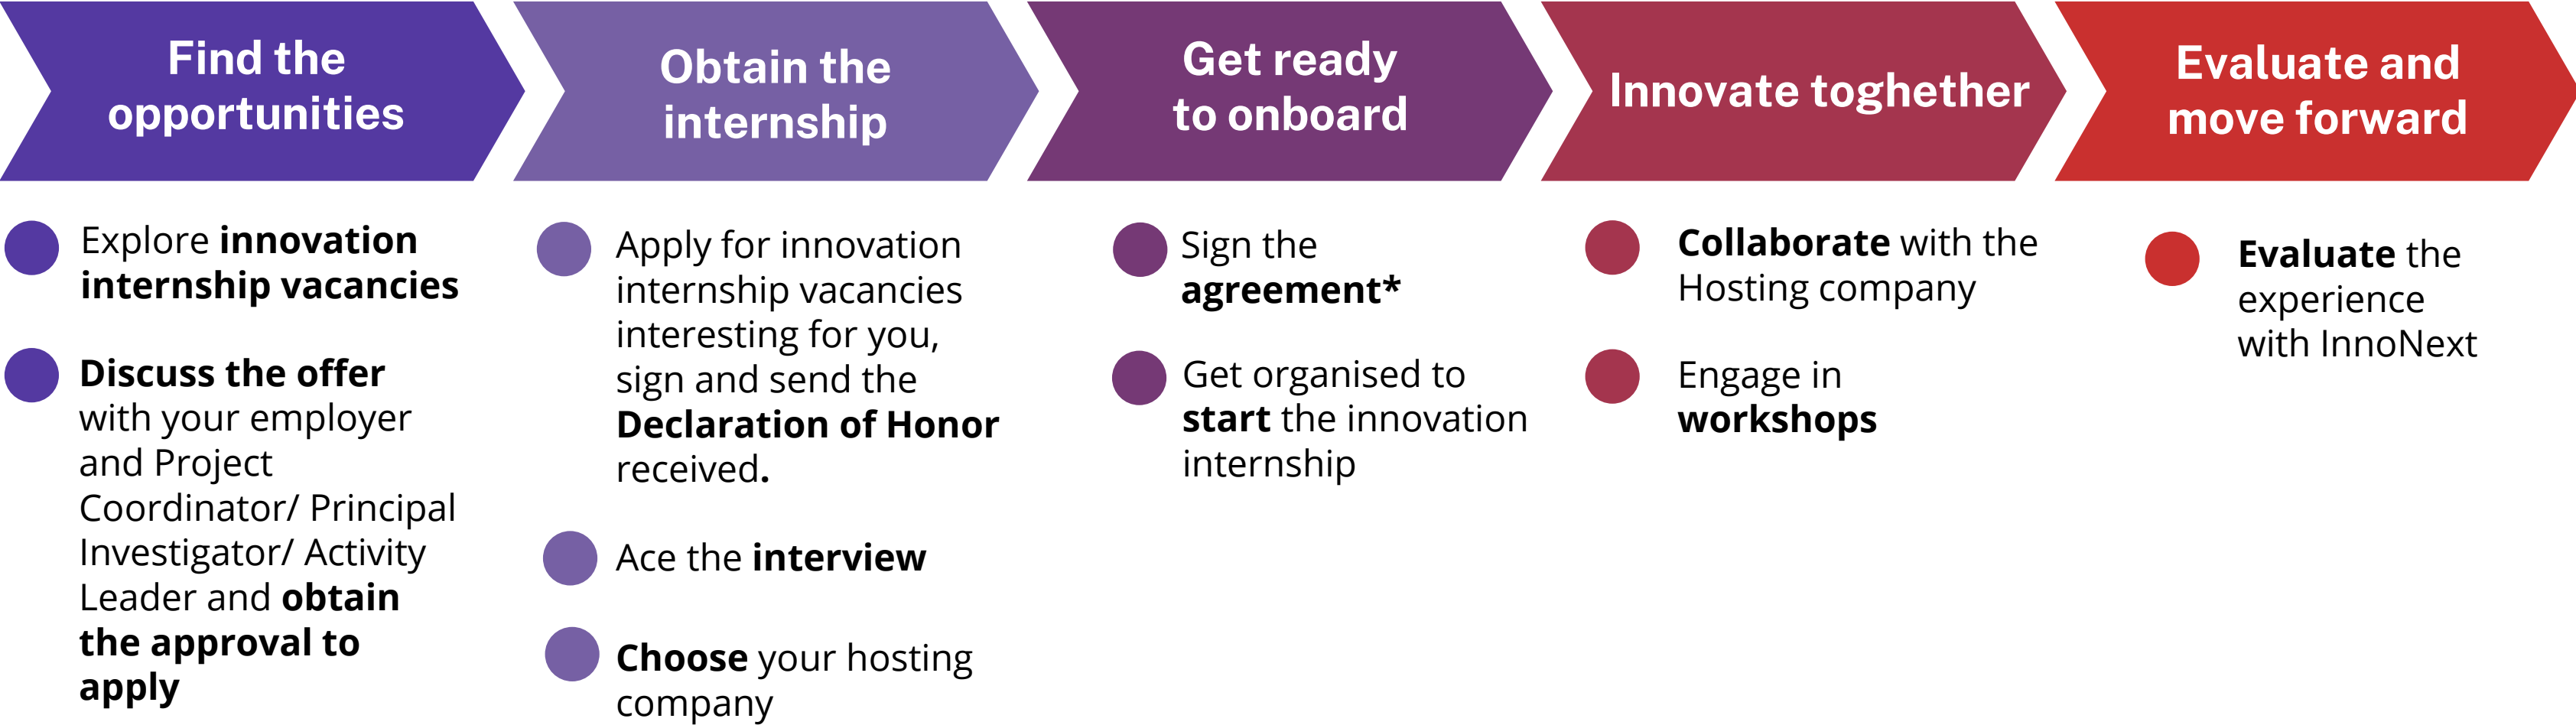 Find the
opportunities
Explore innovation
internship vacancies
Discuss the offer
with your employer
and Project
Coordinator/ Principal
Investigator/ Activity
Leader and obtain
the approval to
apply
Obtain the
internship
Apply for innovation
internship vacancies
interesting for you,
sign and send the
Declaration of Honor
received.
Ace the interview
Choose your hosting
company
Get ready
to onboard
Sign the
agreement*
Get organised to
start the innovation
internship
Innovate toghether
Collaborate with the
Hosting company
Engage in
workshops
Evaluate and
move forward
Evaluate the
experience
with InnoNext